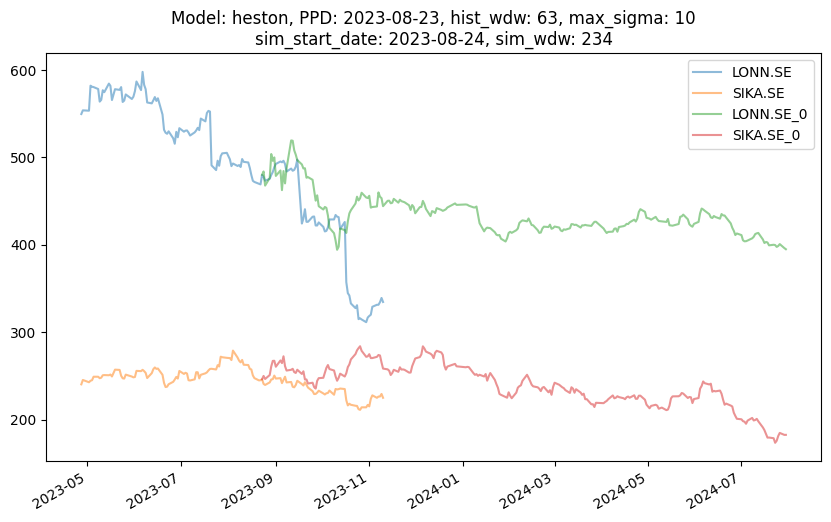 Model: heston, PPD: 2023-08-23, hist_wdw: 63, max_sigma: 10
sim_start_date: 2023-08-24, sim_wdw: 234
LONN.SE
SIKA.SE
LONN.SE_0
SIKA.SE_0
600
500
400
300
200
2023-05
2023-07
2023-09
2023-11
2024-01
2024-03
2024-05
2024-07